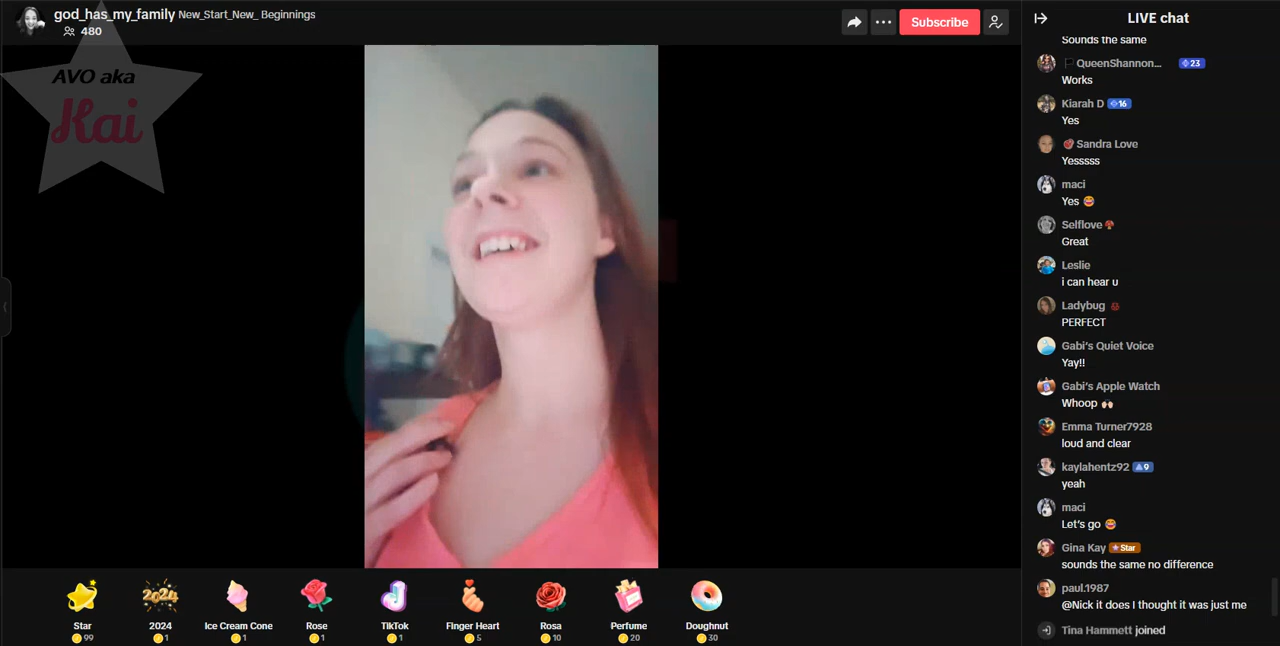 god_has_my_family New_Start_New_ Beginnings
480
Subscribe
AVO aka
Kai
LIVE chat
Sounds the same
QueenShannon... 23
Works
Kiarah D 16
Yes
Sandra Love
Yesssss
maci
Yes
Selflove
Great
Leslie
i can hear u
Ladybug
PERFECT
Gabi's Quiet Voice
Yay!!
Gabi's Apple Watch
Whoop
Emma Turner7928
loud and clear
kaylahentz92 9
yeah
maci
Let's go
Gina Kay Star
sounds the same no difference
paul.1987
@Nick it does I thought it was just me
Tina Hammett joined
2024
Star 2024 Ice Cream Cone Rose TikTok Finger Heart Rosa Perfume Doughnut
99 1 1 1 1 5 10 20 30